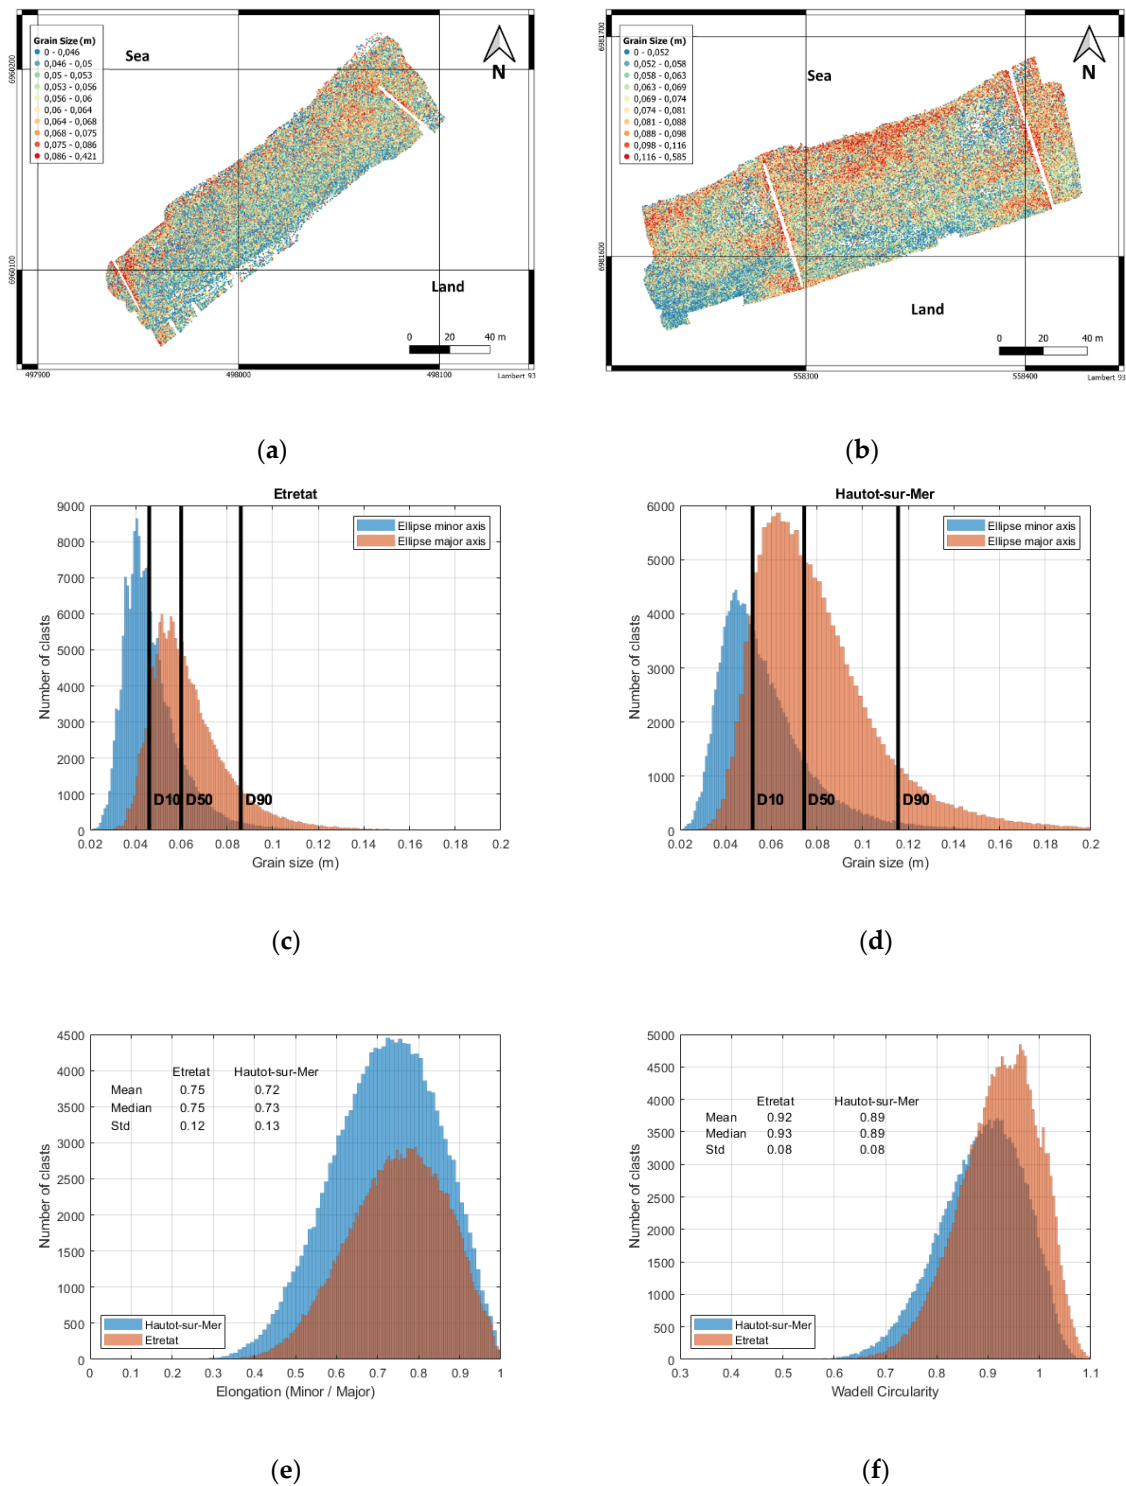 Grain Size (m)
0 - 0,046
0,046 - 0,05
0,05 - 0,053
0,053 - 0,056
0,056 - 0,06
0,06 - 0,064
0,064 - 0,068
0,068 - 0,075
0,075 - 0,086
0,086 - 0,421
Sea
N
Land
0 20 40 m
6960200
6960100
497900 498000 498100
Lambert 93
(a)
Grain Size (m)
0 - 0,052
0,052 - 0,058
0,058 - 0,063
0,063 - 0,069
0,069 - 0,074
0,074 - 0,081
0,081 - 0,088
0,088 - 0,098
0,098 - 0,116
0,116 - 0,585
Sea
N
Land
0 20 40 m
6981700
6981600
558300 558400
Lambert 93
(b)
Etretat
Ellipse minor axis
Ellipse major axis
Number of clasts
9000
8000
7000
6000
5000
4000
3000
2000
1000
0
D10 D50 D90
0.02 0.04 0.06 0.08 0.1 0.12 0.14 0.16 0.18 0.2
Grain size (m)
(c)
Hautot-sur-Mer
Ellipse minor axis
Ellipse major axis
Number of clasts
6000
5000
4000
3000
2000
1000
0
D10 D50 D90
0.02 0.04 0.06 0.08 0.1 0.12 0.14 0.16 0.18 0.2
Grain size (m)
(d)
Number of clasts
4500
4000
3500
3000
2500
2000
1500
1000
500
0
Etretat Hautot-sur-Mer
Mean 0.75 0.72
Median 0.75 0.73
Std 0.12 0.13
Hautot-sur-Mer
Etretat
0 0.1 0.2 0.3 0.4 0.5 0.6 0.7 0.8 0.9 1
Elongation (Minor / Major)
(e)
Number of clasts
5000
4500
4000
3500
3000
2500
2000
1500
1000
500
0
Etretat Hautot-sur-Mer
Mean 0.92 0.89
Median 0.93 0.89
Std 0.08 0.08
Hautot-sur-Mer
Etretat
0.3 0.4 0.5 0.6 0.7 0.8 0.9 1 1.1
Wadell Circularity
(f)